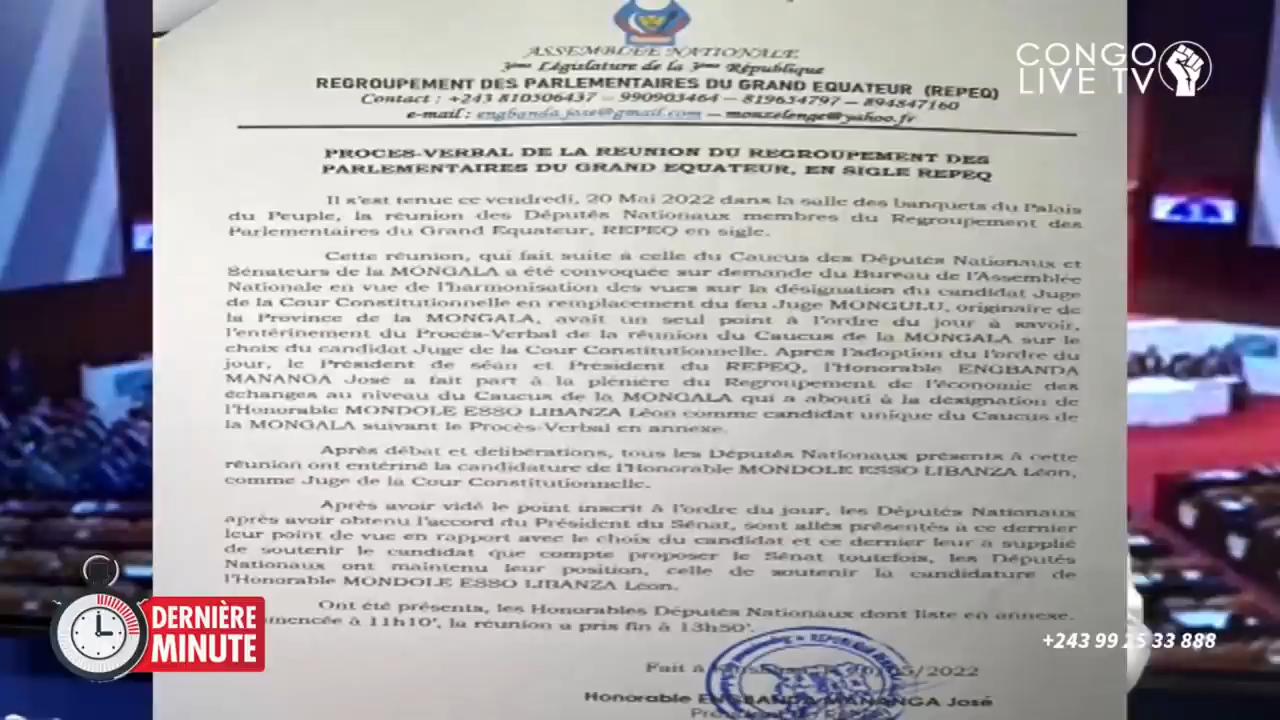 ASSEMBLEE NATIONALE
3ème Législature de la 3ème République
REGROUPEMENT DES PARLEMENTAIRES DU GRAND EQUATEUR (REPEQ)
Contact : +243 810506437 – 990903464 – 819634797 – 894847160
e-mail : engbanda.jose@gmail.com – monzelenge@yahoo.fr
CONGO
LIVE TV
PROCES-VERBAL DE LA REUNION DU REGROUPEMENT DES
PARLEMENTAIRES DU GRAND EQUATEUR, EN SIGLE REPEQ
Il s'est tenue ce vendredi, 20 Mai 2022 dans la salle des banquets du Palais
du Peuple, la réunion des Députés Nationaux membres du Regroupement des
Parlementaires du Grand Equateur, REPEQ en sigle.
Cette réunion, qui fait suite à celle du Caucus des Députés Nationaux et
Sénateurs de la MONGALA a été convoquée sur demande du Bureau de l'Assemblée
Nationale en vue de l'harmonisation des vues sur la désignation du candidat Juge
de la Cour Constitutionnelle en remplacement du feu Juge MONGULU, originaire de
la Province de la MONGALA, avait un seul point à l'ordre du jour à savoir,
l'entérinement du Procès-Verbal de la réunion du Caucus de la MONGALA sur le
choix du candidat Juge de la Cour Constitutionnelle. Après l'adoption du l'ordre du
jour, le Président de séan et Président du REPEQ, l'Honorable ENGBANDA
MANANGA José a fait part à la plénière du Regroupement de l'économie des
échanges au niveau du Caucus de la MONGALA qui a abouti à la désignation de
l'Honorable MONDOLE ESSO LIBANZA Léon comme candidat unique du Caucus de
la MONGALA suivant le Procès-Verbal en annexe.
Après débat et delibérations, tous les Députés Nationaux présents à cette
réunion ont entériné la candidature de l'Honorable MONDOLE ESSO LIBANZA Léon,
comme Juge de la Cour Constitutionnelle.
Après avoir vidé le point inscrit à l'ordre du jour, les Députés Nationaux
après avoir obtenu l'accord du Président du Sénat, sont allés présentés à ce dernier
leur point de vue en rapport avec le choix du candidat et ce dernier leur a supplié
de soutenir le candidat que compte proposer le Sénat toutefois, les Députés
Nationaux ont maintenu leur position, celle de soutenir la candidature de
l'Honorable MONDOLE ESSO LIBANZA Léon.
Ont été présents, les Honorables Députés Nationaux dont liste en annexe.
à 11h10', la réunion a pris fin à 13h50'.
Fait à 5/2022
Honorable ENGBANDA MANANGA José
DERNIÈRE
MINUTE
+243 99 25 33 888